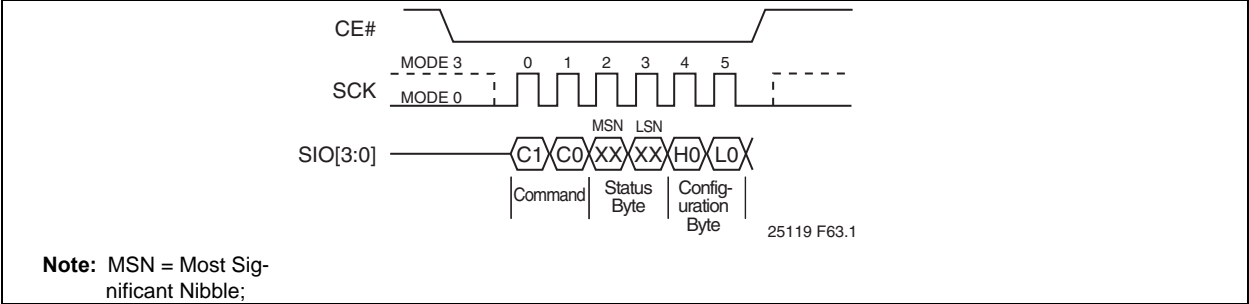 CE#
MODE 3
0 1 2 3 4 5
SCK
MODE 0
MSN LSN
SIO[3:0]
C1 C0 XX XX H0 L0
Command
Status
Byte
Config-
uration
Byte
25119 F63.1
Note: MSN = Most Sig-
nificant Nibble;